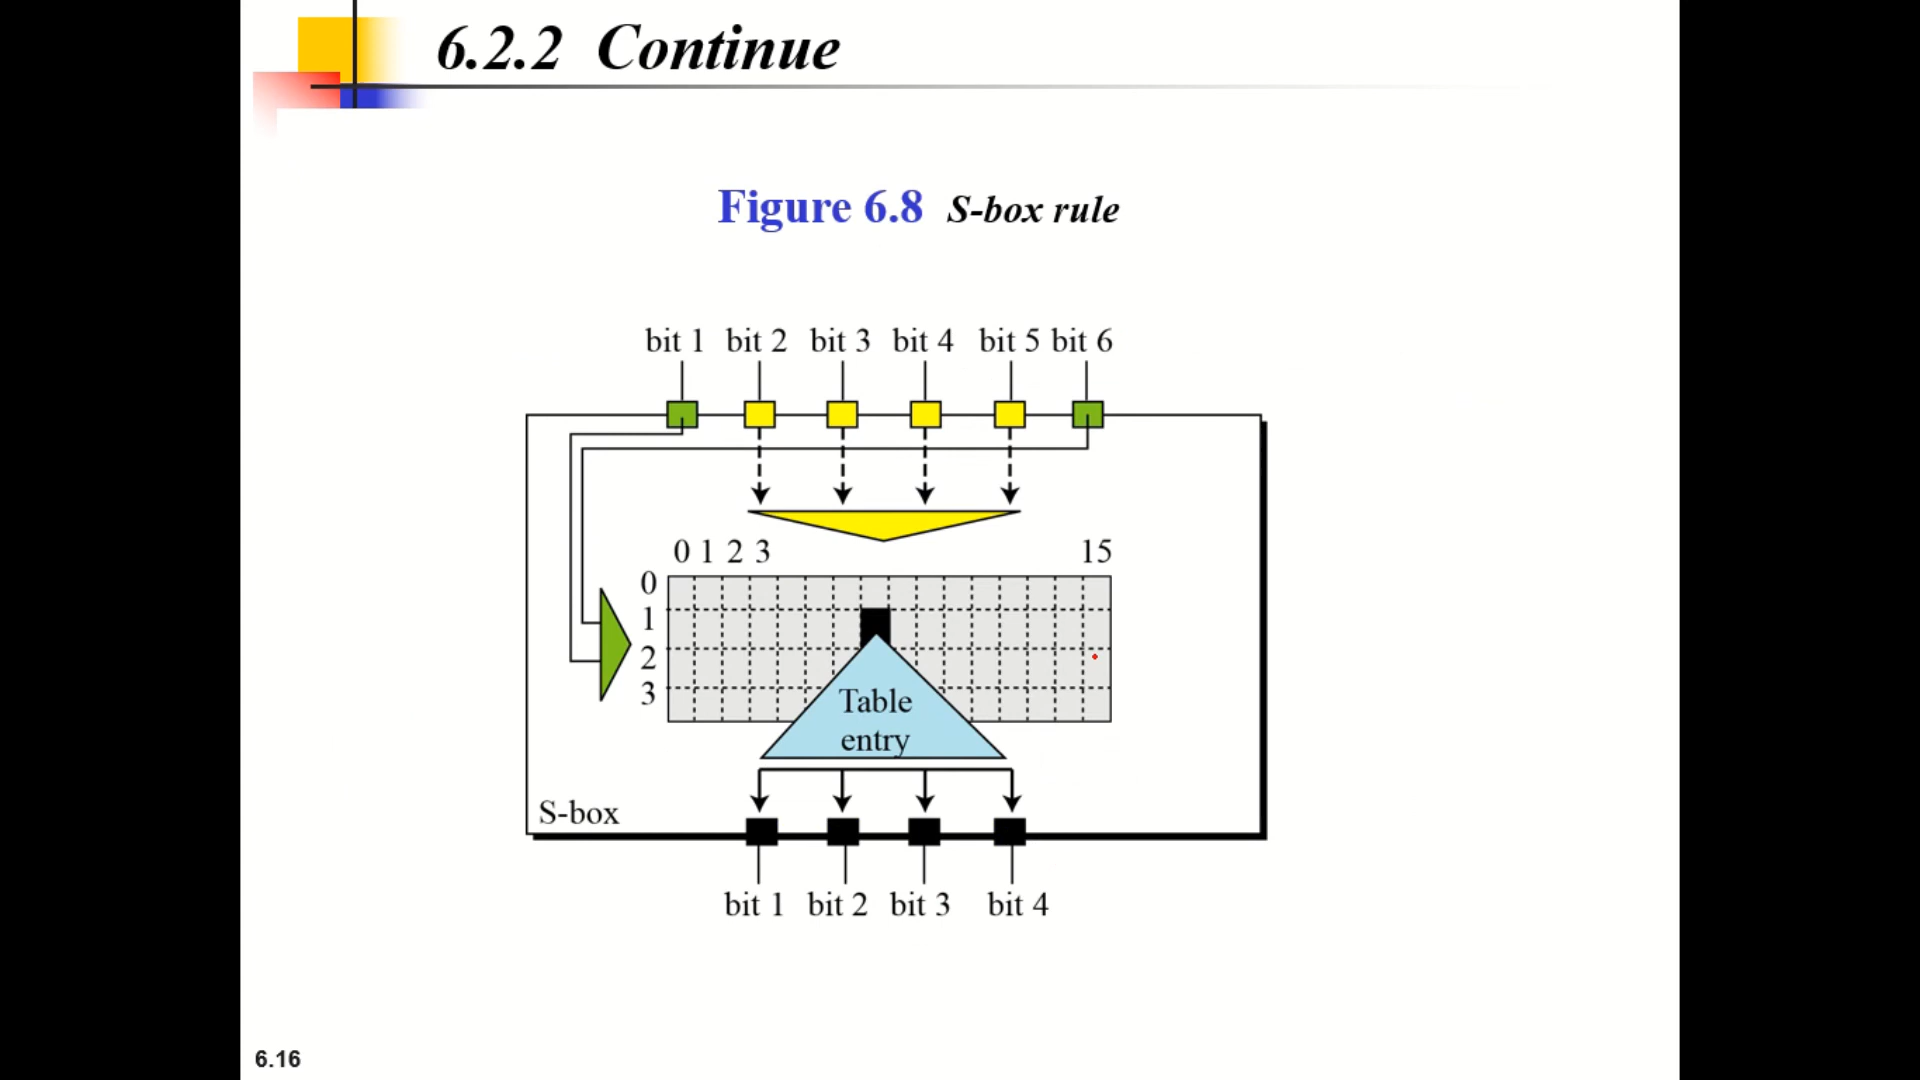 6.2.2 Continue
Figure 6.8 S-box rule
bit 1 bit 2 bit 3 bit 4 bit 5 bit 6
0 1 2 3 15
0
1
2
3
Table
entry
S-box
bit 1 bit 2 bit 3 bit 4
6.16